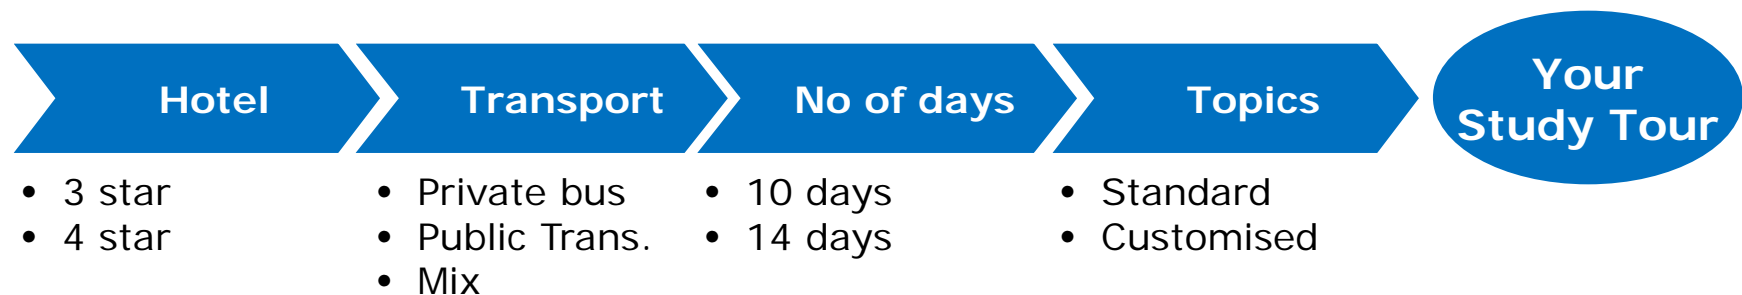 Hotel
Transport
No of days
Topics
Your
Study Tour
• 3 star
• 4 star
• Private bus
• Public Trans.
• Mix
• 10 days
• 14 days
• Standard
• Customised